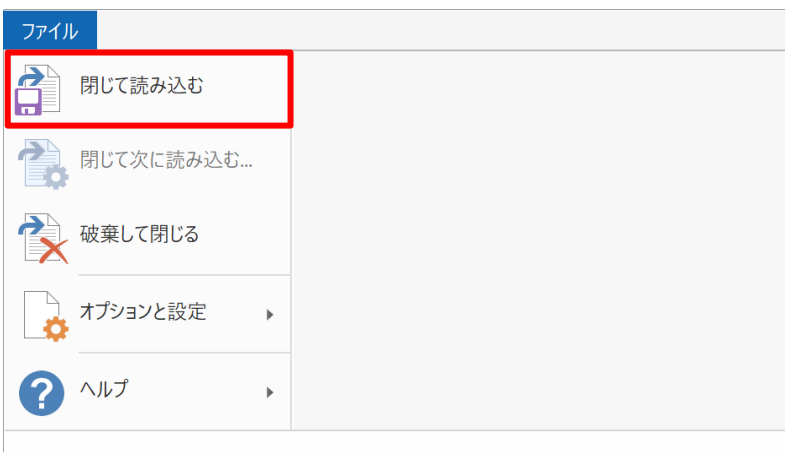 ファイル
閉じて読み込む
閉じて次に読み込む...
破棄して閉じる
オプションと設定
ヘルプ